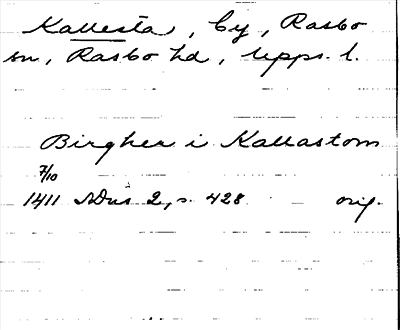 Kallesta, by, Rasbo
sn, Rasbo hd, Upps. l.
Birgher i Kallastom
7/10
1411 SDns 2, s. 428 orig.